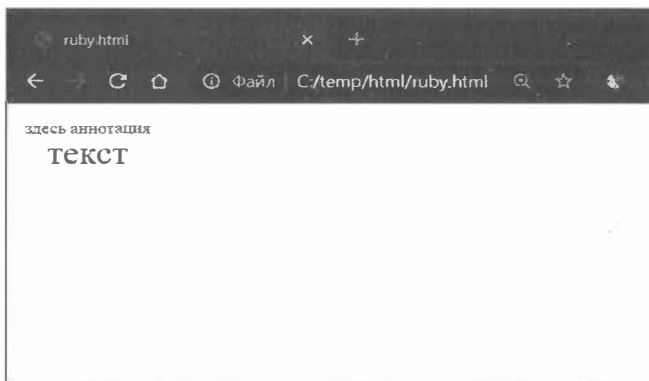 ruby.html
Файл C:/temp/html/ruby.html
здесь аннотация
текст